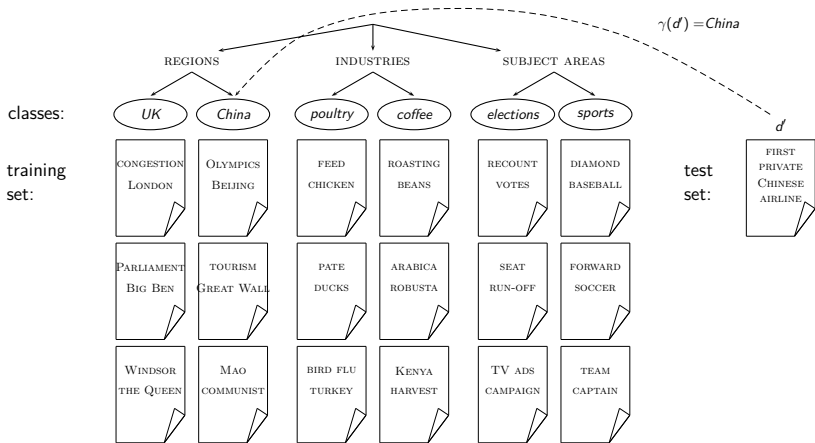 γ(d′) =China
REGIONS INDUSTRIES SUBJECT AREAS
classes: UK China poultry coffee elections sports
d′
training
set:
CONGESTION
LONDON
OLYMPICS
BEIJING
FEED
CHICKEN
ROASTING
BEANS
RECOUNT
VOTES
DIAMOND
BASEBALL
test
set:
FIRST
PRIVATE
CHINESE
AIRLINE
PARLIAMENT
BIG BEN
TOURISM
GREAT WALL
PATE
DUCKS
ARABICA
ROBUSTA
SEAT
RUN-OFF
FORWARD
SOCCER
WINDSOR
THE QUEEN
MAO
COMMUNIST
BIRD FLU
TURKEY
KENYA
HARVEST
TV ADS
CAMPAIGN
TEAM
CAPTAIN